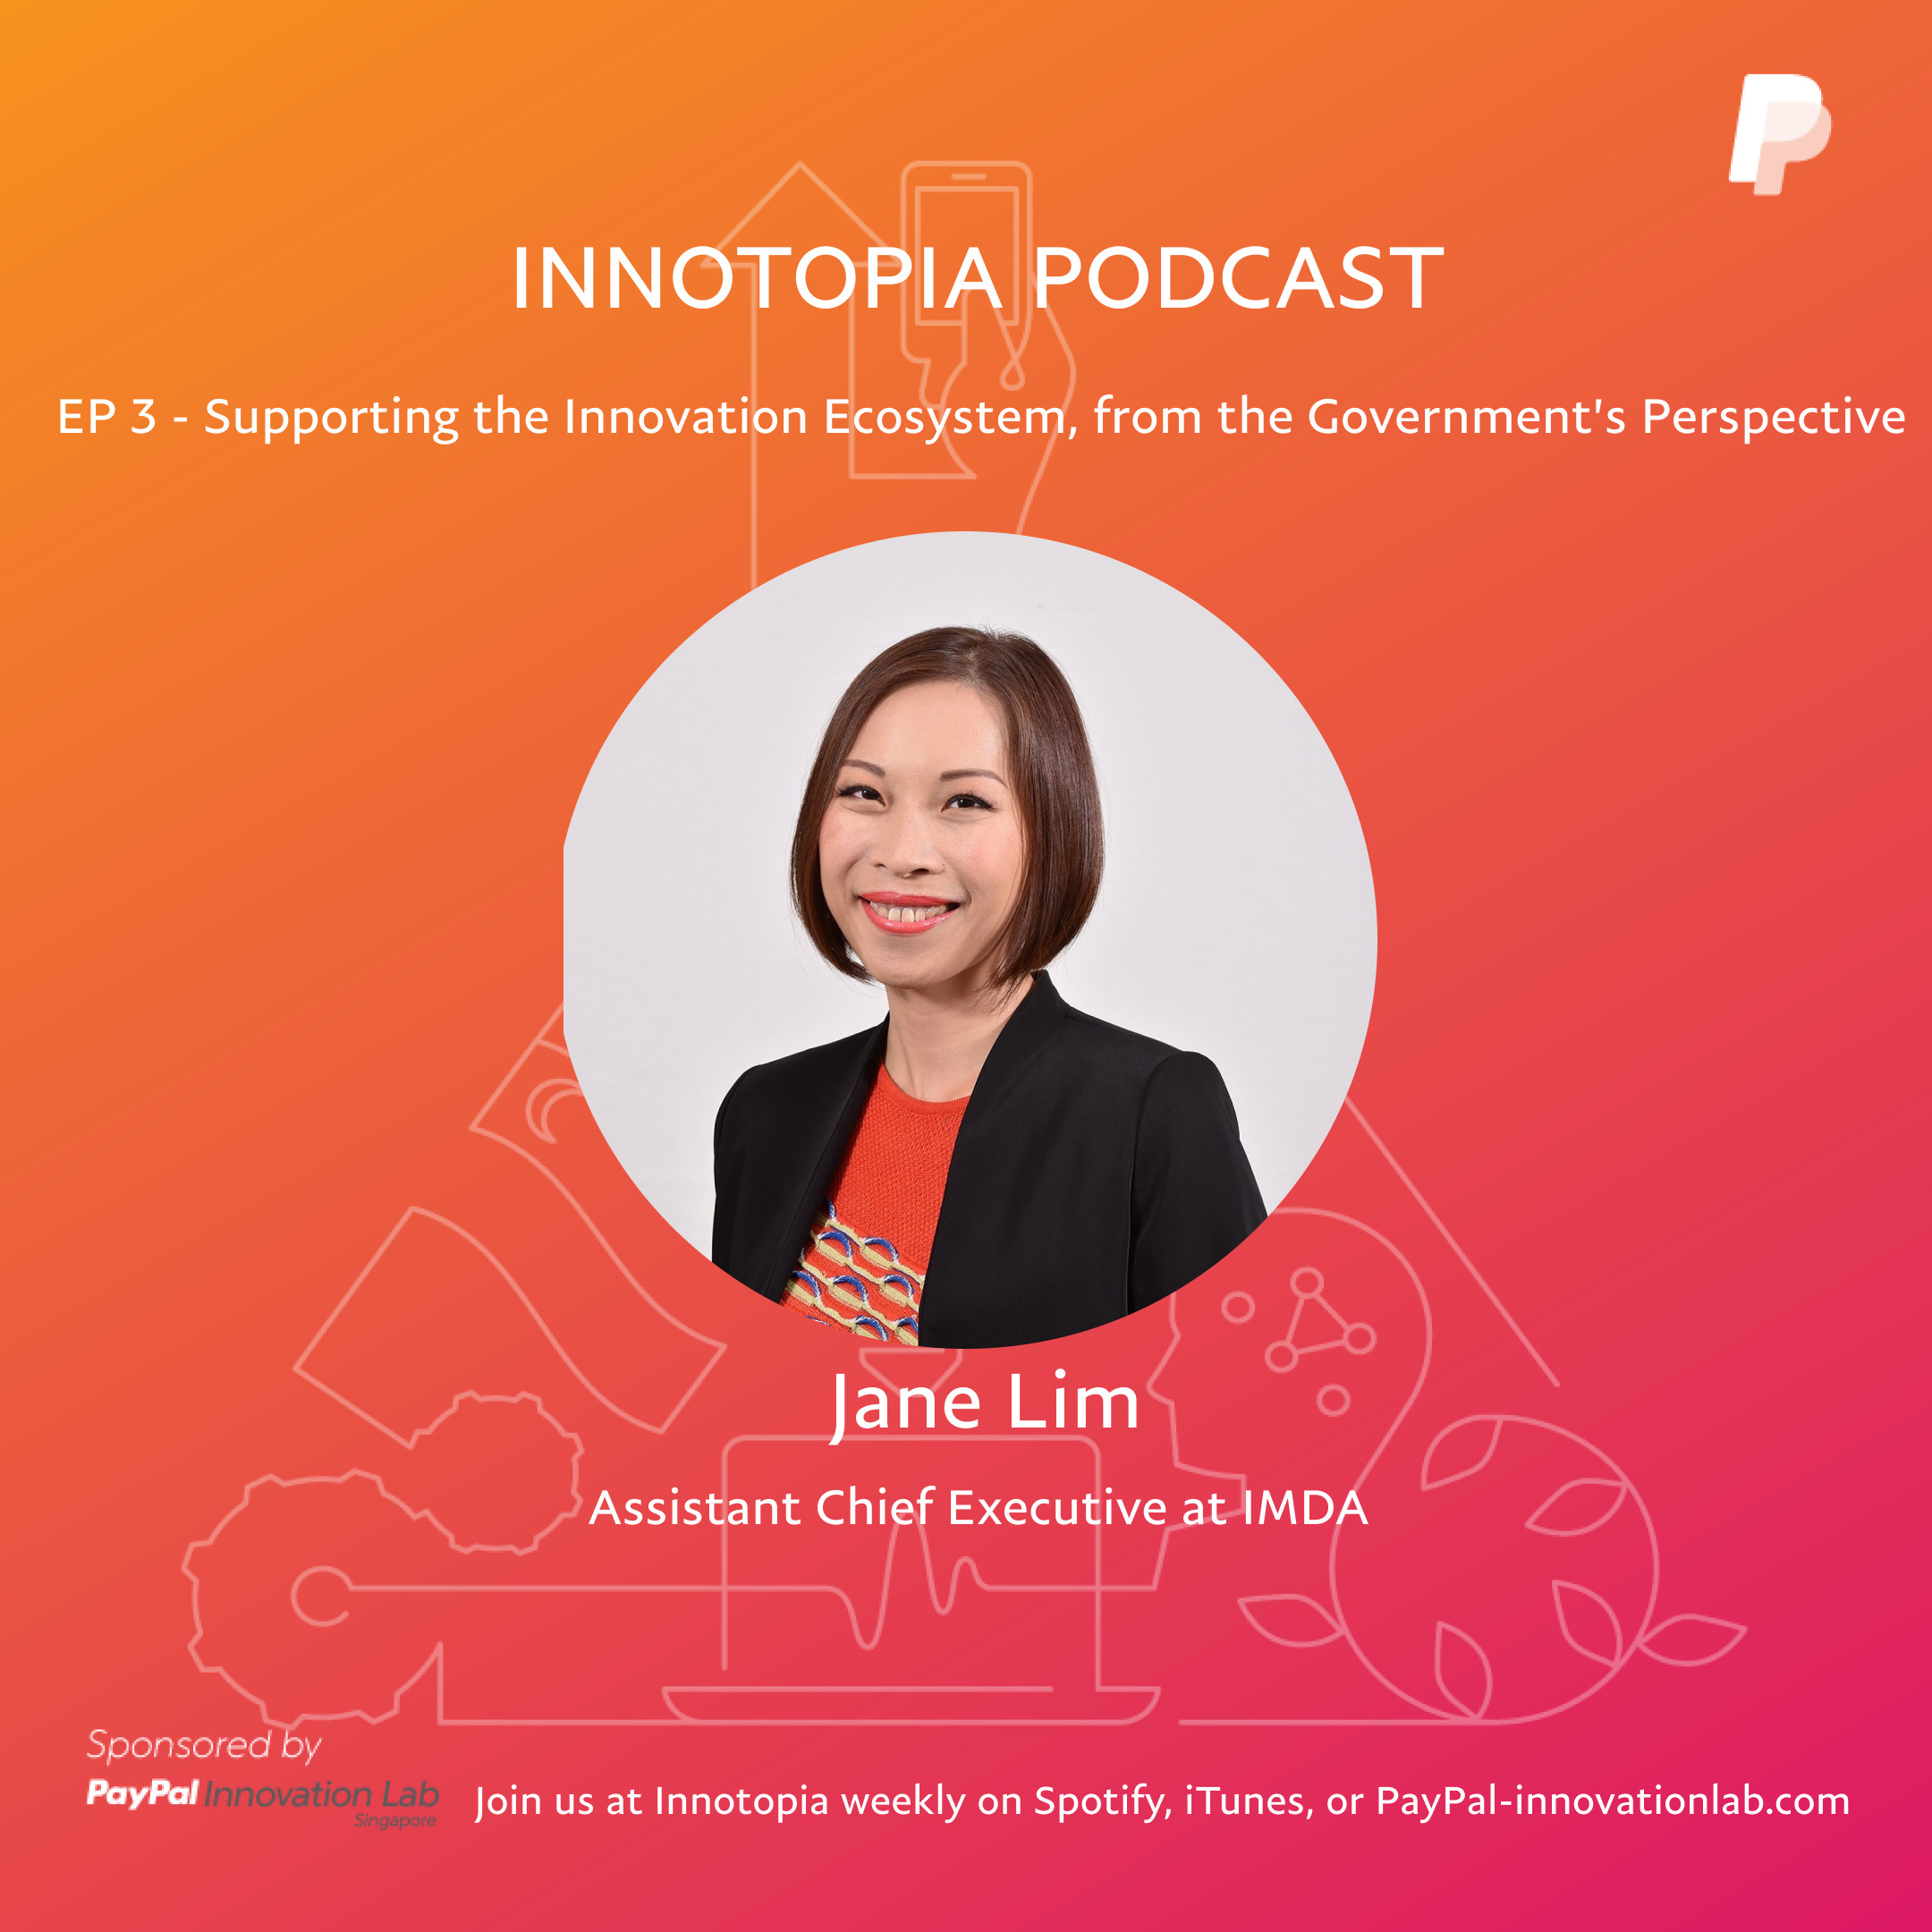 INNOTOPIA PODCAST
EP 3 - Supporting the Innovation Ecosystem, from the Government's Perspective
Jane Lim
Assistant Chief Executive at IMDA
Sponsored by
PayPal Innovation Lab
Singapore
Join us at Innotopia weekly on Spotify, iTunes, or PayPal-innovationlab.com